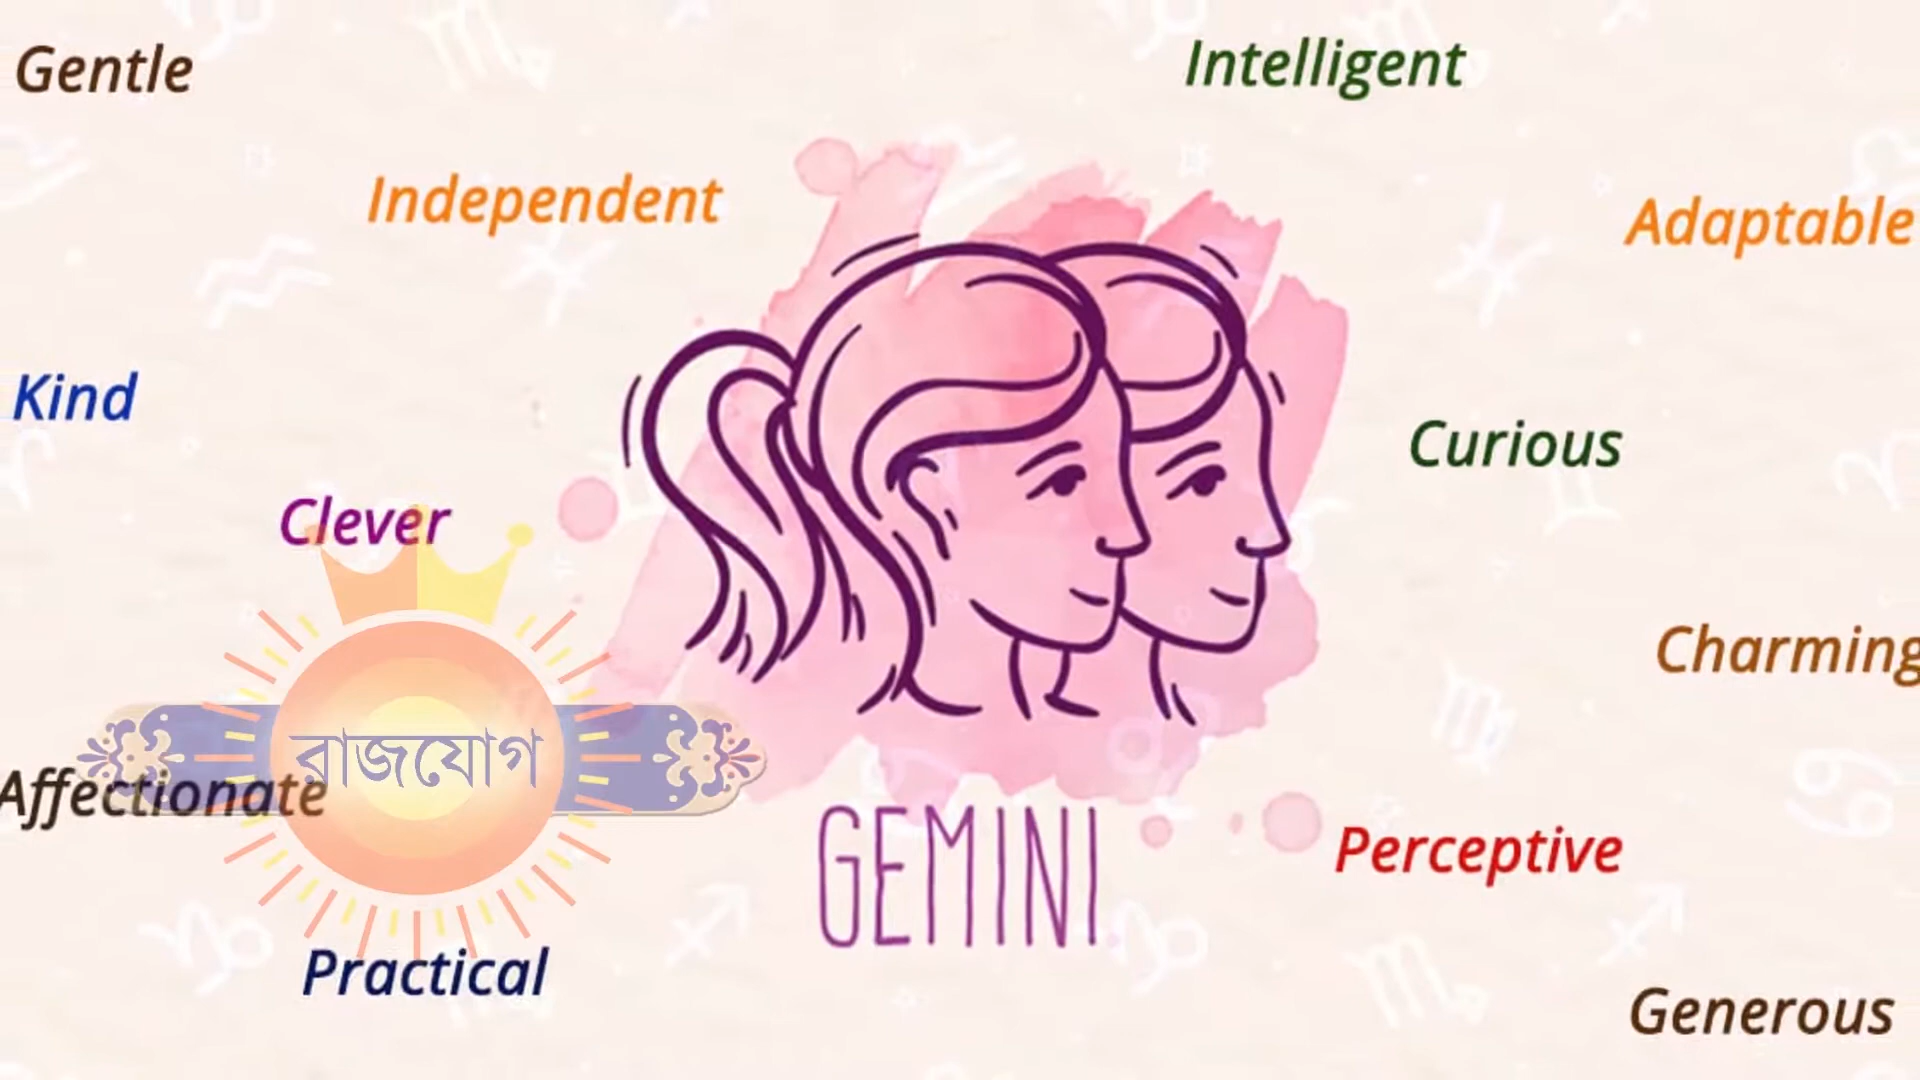 Gentle
Intelligent
Independent
Adaptable
Kind
Curious
Clever
Charming
রাজযোগ
Affectionate
GEMINI
Perceptive
Practical
Generous